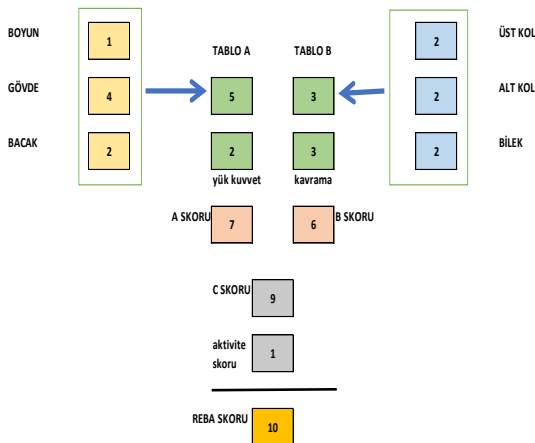 BOYUN 1 TABLO A TABLO B 2 ÜST KOL
GÖVDE 4 5 3 2 ALT KOL
BACAK 2 2 3 2 BİLEK
yük kuvvet kavrama
A SKORU 7 6 B SKORU
C SKORU 9
aktivite
skoru 1
REBA SKORU 10